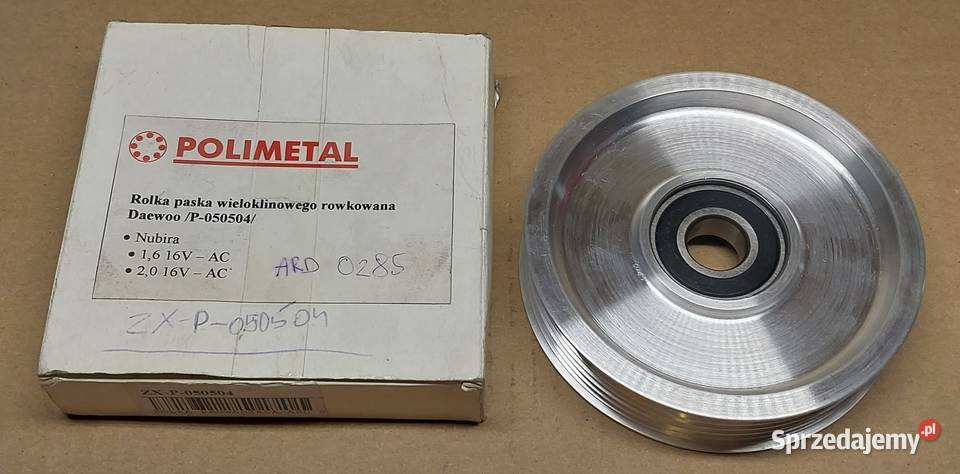 POLIMETAL
Rolka paska wieloklinowego rowkowana
Daewoo /P-050504/
• Nubira
• 1,6 16V – AC
• 2,0 16V – AC
ARD 0285
ZX-P-050504
ZX-P-050504
Sprzedajemy.pl